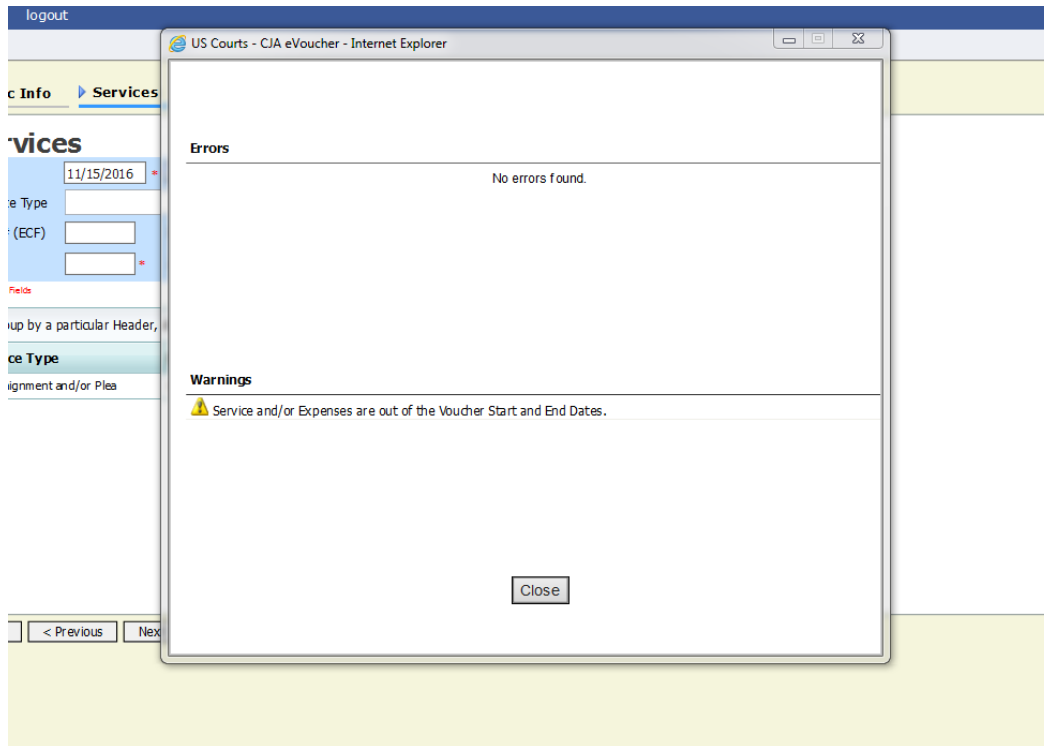 logout
US Courts - CJA eVoucher - Internet Explorer
c Info
Services
rvices
11/15/2016 *
e Type
(ECF)
*
Fields
oup by a particular Header,
ce Type
ignment and/or Plea
< Previous
Nex
Errors
No errors found.
Warnings
Service and/or Expenses are out of the Voucher Start and End Dates.
Close